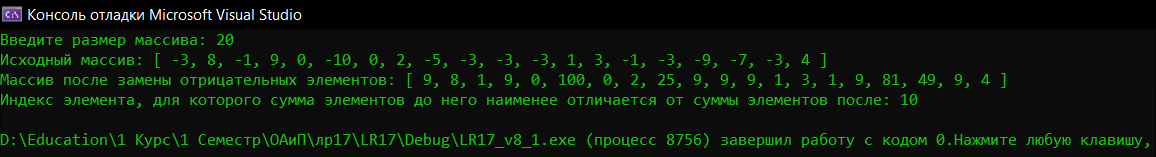 Консоль отладки Microsoft Visual Studio
Введите размер массива: 20
Исходный массив: [ -3, 8, -1, 9, 0, -10, 0, 2, -5, -3, -3, -3, 1, 3, -1, -3, -9, -7, -3, 4 ]
Массив после замены отрицательных элементов: [ 9, 8, 1, 9, 0, 100, 0, 2, 25, 9, 9, 9, 1, 3, 1, 9, 81, 49, 9, 4 ]
Индекс элемента, для которого сумма элементов до него наименее отличается от суммы элементов после: 10
D:\Education\1 Курс\1 Семестр\ОАиП\лр17\LR17\Debug\LR17_v8_1.exe (процесс 8756) завершил работу с кодом 0.Нажмите любую клавишу,